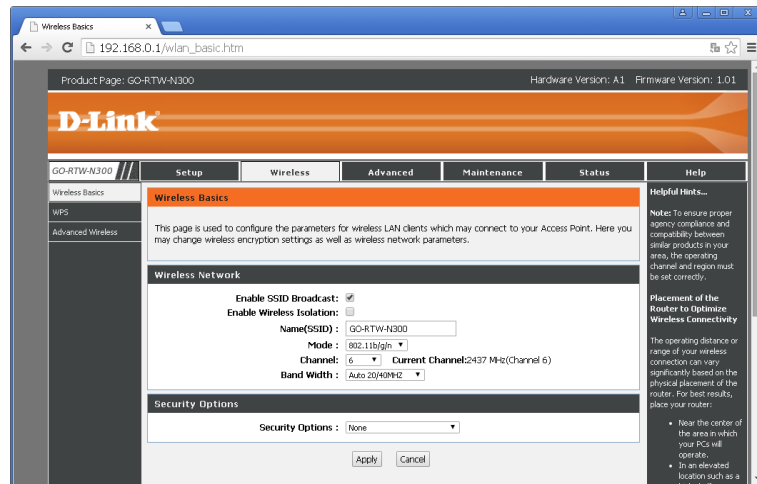 Wireless Basics
192.168.0.1/wlan_basic.htm
Product Page: GO-RTW-N300
Hardware Version: A1 Firmware Version: 1.01
D-Link
GO-RTW-N300
Setup
Wireless
Advanced
Maintenance
Status
Help
Wireless Basics
WPS
Advanced Wireless
Wireless Basics
This page is used to configure the parameters for wireless LAN clients which may connect to your Access Point. Here you
may change wireless encryption settings as well as wireless network parameters.
Wireless Network
Enable SSID Broadcast:
Enable Wireless Isolation:
Name(SSID) : GO-RTW-N300
Mode : 802.11b/g/n
Channel: 6 Current Channel:2437 MHz(Channel 6)
Band Width : Auto 20/40MHZ
Security Options
Security Options : None
Apply Cancel
Helpful Hints...
Note: To ensure proper
agency compliance and
compatibility between
similar products in your
area, the operating
channel and region must
be set correctly.
Placement of the
Router to Optimize
Wireless Connectivity
The operating distance or
range of your wireless
connection can vary
significantly based on the
physical placement of the
router. For best results,
place your router:
Near the center of
the area in which
your PCs will
operate.
In an elevated
location such as a